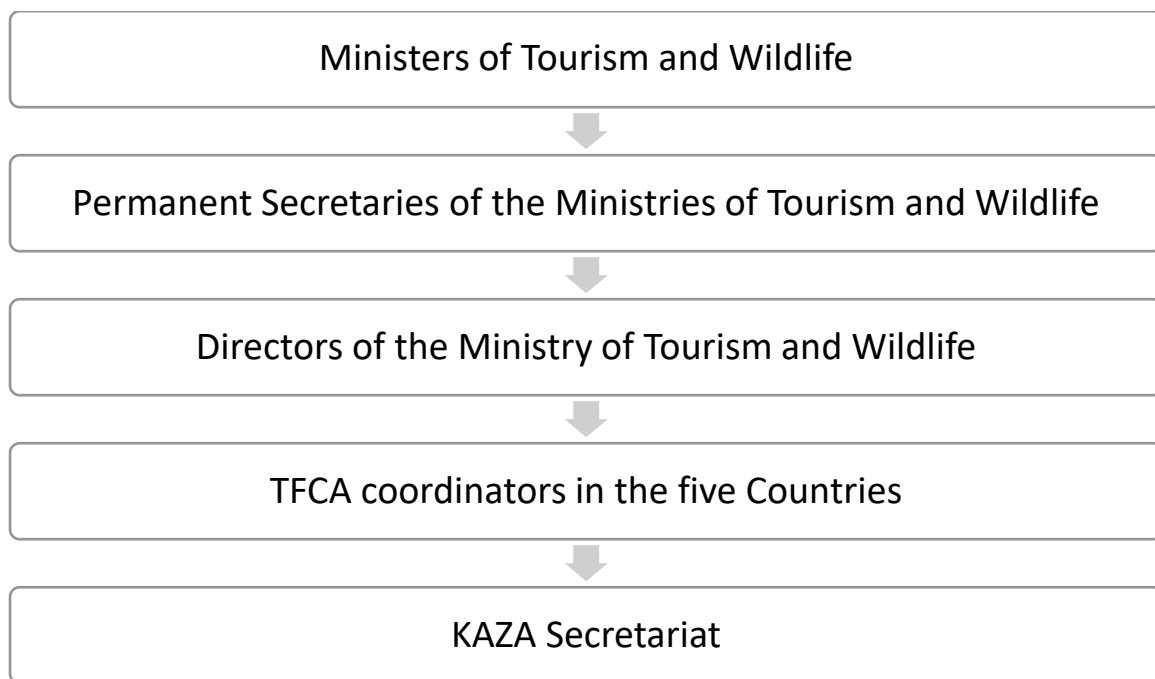 Ministers of Tourism and Wildlife
Permanent Secretaries of the Ministries of Tourism and Wildlife
Directors of the Ministry of Tourism and Wildlife
TFCA coordinators in the five Countries
KAZA Secretariat